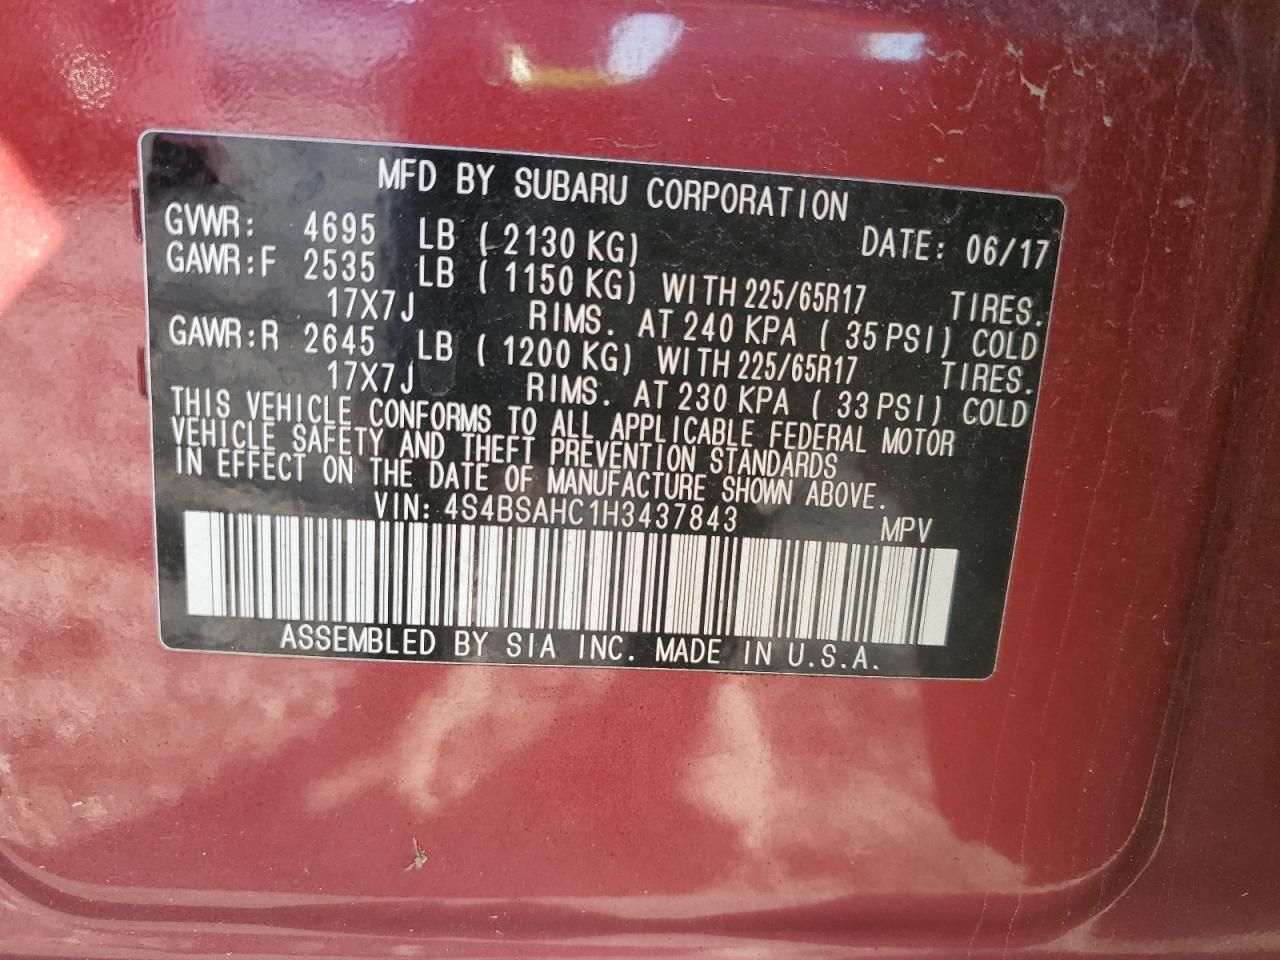 MFD BY SUBARU CORPORATION
GVWR: 4695 LB ( 2130 KG) DATE: 06/17
GAWR:F 2535 LB ( 1150 KG) WITH 225/65R17 TIRES.
17X7J RIMS. AT 240 KPA ( 35 PSI) COLD
GAWR:R 2645 LB ( 1200 KG) WITH 225/65R17 TIRES.
17X7J RIMS. AT 230 KPA ( 33 PSI) COLD
THIS VEHICLE CONFORMS TO ALL APPLICABLE FEDERAL MOTOR
VEHICLE SAFETY AND THEFT PREVENTION STANDARDS
IN EFFECT ON THE DATE OF MANUFACTURE SHOWN ABOVE.
VIN: 4S4BSAHC1H3437843 MPV
ASSEMBLED BY SIA INC. MADE IN U.S.A.